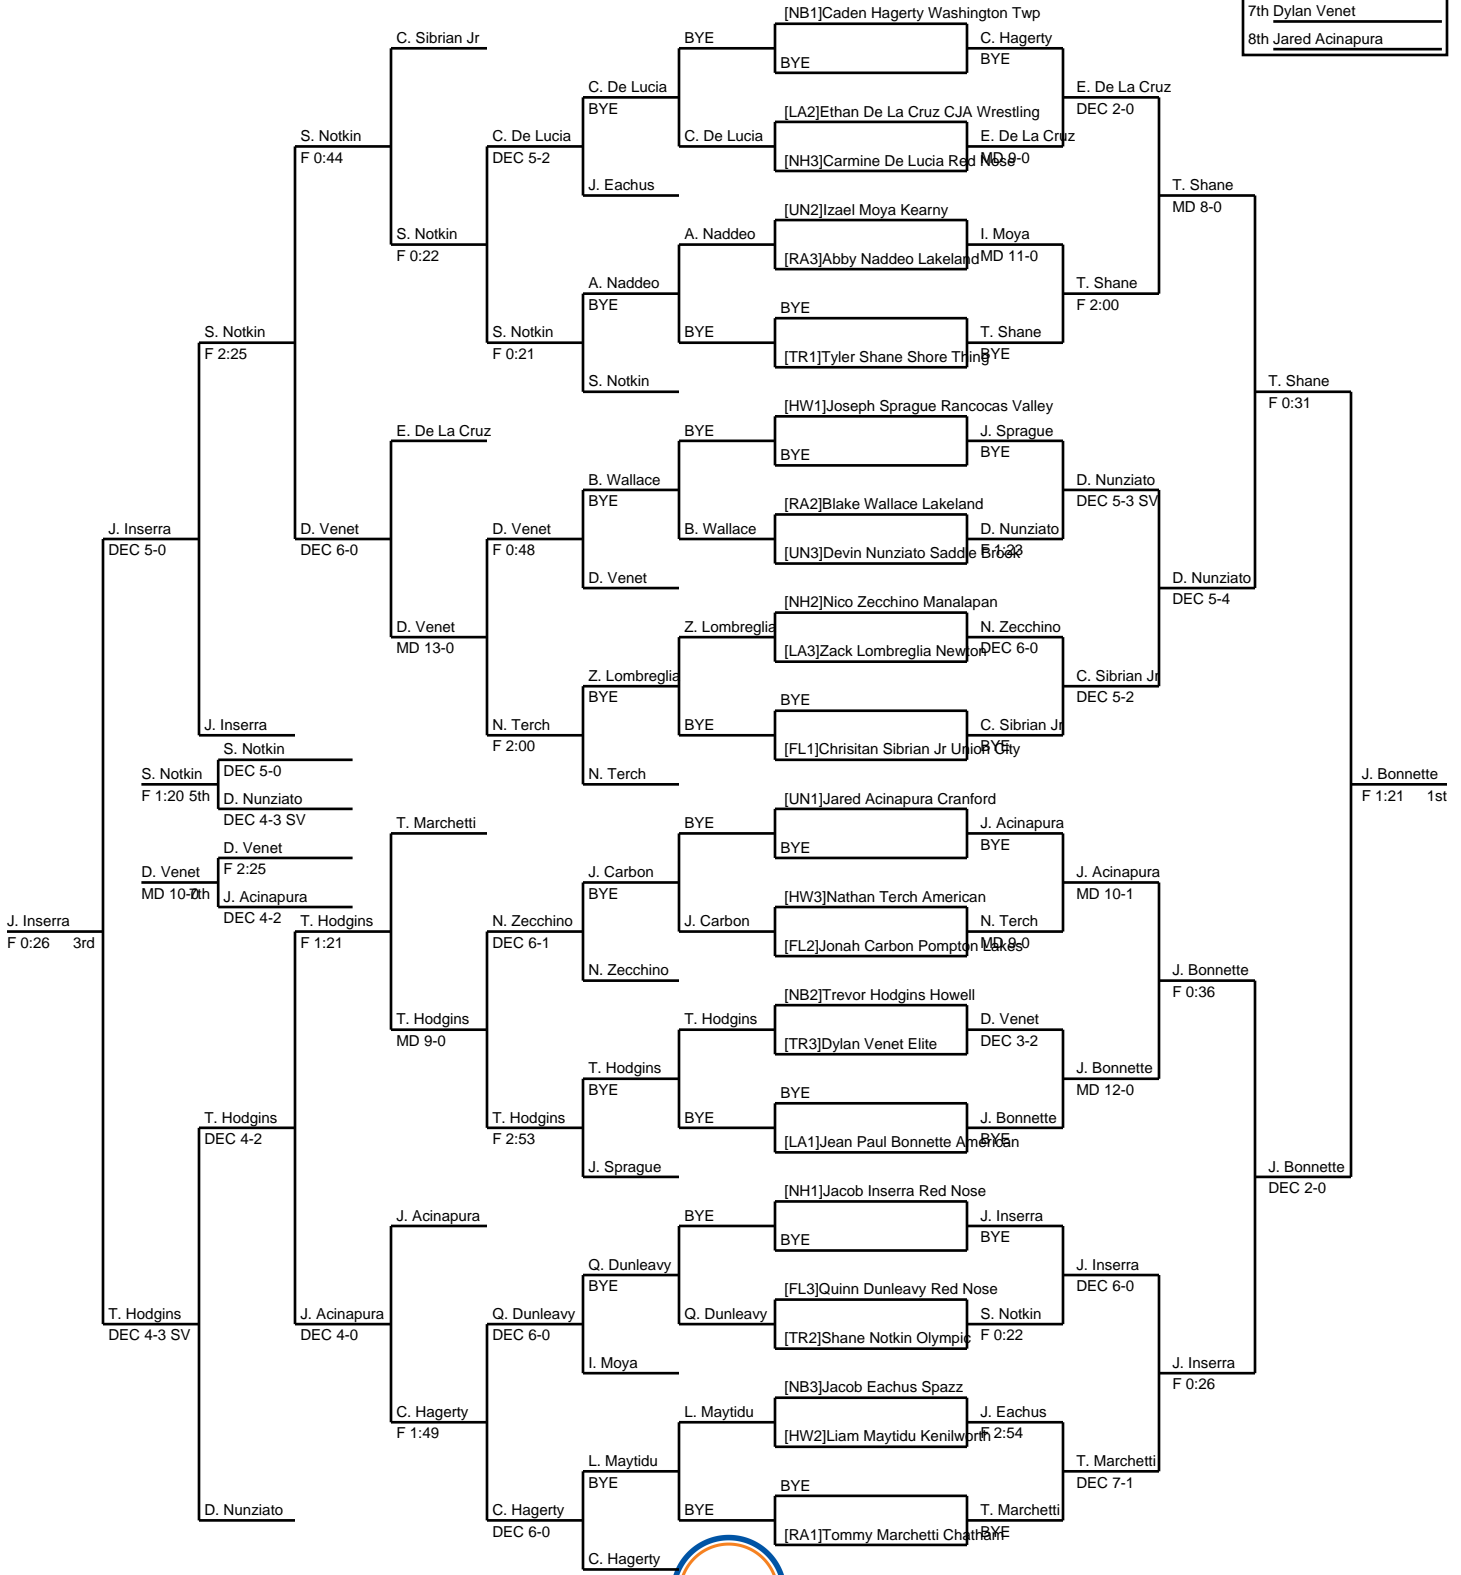 [NB1]Caden Hagerty Washington Twp
7th Dylan Venet
C. Sibrian Jr
BYE
C. Hagerty
8th Jared Acinapura
BYE
BYE
C. De Lucia
E. De La Cruz
BYE
DEC 2-0
[LA2]Ethan De La Cruz CJA Wrestling
S. Notkin
C. De Lucia
C. De Lucia
E. De La Cruz
F 0:44
DEC 5-2
[NH3]Carmine De Lucia Red Nose
MD 9-0
J. Eachus
T. Shane
MD 8-0
[UN2]Izael Moya Kearny
S. Notkin
A. Naddeo
I. Moya
F 0:22
[RA3]Abby Naddeo Lakeland
MD 11-0
A. Naddeo
T. Shane
BYE
BYE
F 2:00
S. Notkin
S. Notkin
BYE
T. Shane
F 2:25
F 0:21
[TR1]Tyler Shane Shore Thing
BYE
S. Notkin
T. Shane
F 0:31
[HW1]Joseph Sprague Rancocas Valley
E. De La Cruz
BYE
J. Sprague
BYE
BYE
B. Wallace
D. Nunziato
BYE
DEC 5-3 SV
[RA2]Blake Wallace Lakeland
J. Inserra
D. Venet
D. Venet
B. Wallace
D. Nunziato
DEC 5-0
DEC 6-0
F 0:48
[UN3]Devin Nunziato Saddle Brook
F 1:23
D. Venet
D. Nunziato
DEC 5-4
[NH2]Nico Zecchino Manalapan
D. Venet
Z. Lombreglia
N. Zecchino
MD 13-0
[LA3]Zack Lombreglia Newton
DEC 6-0
Z. Lombreglia
C. Sibrian Jr
BYE
BYE
DEC 5-2
J. Inserra
N. Terch
BYE
C. Sibrian Jr
F 2:00
[FL1]Chrisitan Sibrian Jr Union City
BYE
S. Notkin
DEC 5-0
S. Notkin
N. Terch
J. Bonnette
F 1:20 5th
D. Nunziato
[UN1]Jared Acinapura Cranford
F 1:21 1st
DEC 4-3 SV
T. Marchetti
BYE
J. Acinapura
D. Venet
BYE
BYE
F 2:25
D. Venet
J. Carbon
J. Acinapura
MD 10-0 7th
J. Acinapura
BYE
MD 10-1
DEC 4-2
[HW3]Nathan Terch American
J. Inserra
T. Hodgins
N. Zecchino
J. Carbon
N. Terch
F 0:26 3rd
F 1:21
DEC 6-1
[FL2]Jonah Carbon Pompton Lakes
MD 9-0
N. Zecchino
J. Bonnette
F 0:36
[NB2]Trevor Hodgins Howell
T. Hodgins
T. Hodgins
D. Venet
MD 9-0
[TR3]Dylan Venet Elite
DEC 3-2
T. Hodgins
J. Bonnette
BYE
BYE
MD 12-0
T. Hodgins
T. Hodgins
BYE
J. Bonnette
DEC 4-2
F 2:53
[LA1]Jean Paul Bonnette American
BYE
J. Sprague
J. Bonnette
DEC 2-0
[NH1]Jacob Inserra Red Nose
J. Acinapura
BYE
J. Inserra
BYE
BYE
Q. Dunleavy
J. Inserra
BYE
DEC 6-0
[FL3]Quinn Dunleavy Red Nose
T. Hodgins
J. Acinapura
Q. Dunleavy
Q. Dunleavy
S. Notkin
DEC 4-3 SV
DEC 4-0
DEC 6-0
[TR2]Shane Notkin Olympic
F 0:22
I. Moya
J. Inserra
F 0:26
[NB3]Jacob Eachus Spazz
C. Hagerty
L. Maytidu
J. Eachus
F 1:49
[HW2]Liam Maytidu Kenilworth
F 2:54
L. Maytidu
T. Marchetti
BYE
BYE
DEC 7-1
D. Nunziato
C. Hagerty
BYE
T. Marchetti
DEC 6-0
[RA1]Tommy Marchetti Chatham
BYE
C. Hagerty